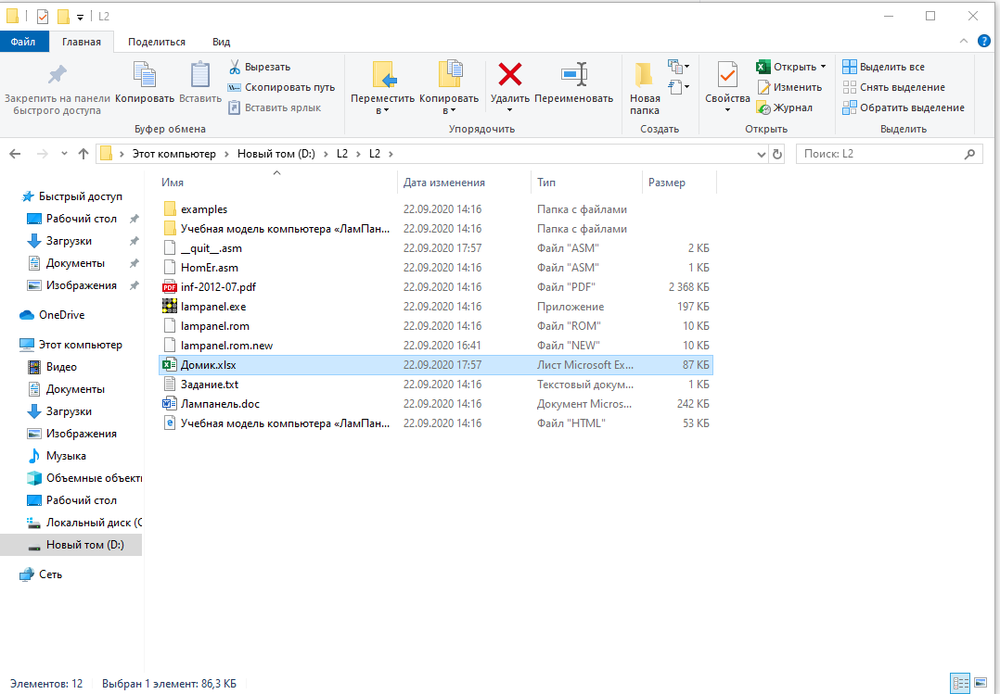 L2
Файл Главная Поделиться Вид
Закрепить на панели быстрого доступа
Копировать
Вставить
Вырезать
Скопировать путь
Вставить ярлык
Буфер обмена
Переместить в
Копировать в
Удалить
Переименовать
Упорядочить
Новая папка
Создать
Свойства
Открыть
Изменить
Журнал
Открыть
Выделить все
Снять выделение
Обратить выделение
Выделить
Этот компьютер > Новый том (D:) > L2 > L2 >
Поиск: L2
Быстрый доступ
Рабочий стол
Загрузки
Документы
Изображения
OneDrive
Этот компьютер
Видео
Документы
Загрузки
Изображения
Музыка
Объемные объекты
Рабочий стол
Локальный диск (C
Новый том (D:)
Сеть
Имя Дата изменения Тип Размер
examples 22.09.2020 14:16 Папка с файлами
Учебная модель компьютера «ЛамПан... 22.09.2020 14:16 Папка с файлами
__quit__.asm 22.09.2020 17:57 Файл "ASM" 2 КБ
HomEr.asm 22.09.2020 14:16 Файл "ASM" 1 КБ
PDF inf-2012-07.pdf 22.09.2020 14:16 Файл "PDF" 2 368 КБ
lampanel.exe 22.09.2020 14:16 Приложение 197 КБ
lampanel.rom 22.09.2020 14:16 Файл "ROM" 10 КБ
lampanel.rom.new 22.09.2020 16:41 Файл "NEW" 10 КБ
Домик.xlsx 22.09.2020 17:57 Лист Microsoft Ex... 87 КБ
Задание.txt 22.09.2020 14:16 Текстовый докум... 1 КБ
Лампанель.doc 22.09.2020 14:16 Документ Micros... 242 КБ
Учебная модель компьютера «ЛамПан... 22.09.2020 14:16 Файл "HTML" 53 КБ
Элементов: 12 Выбран 1 элемент: 86,3 КБ